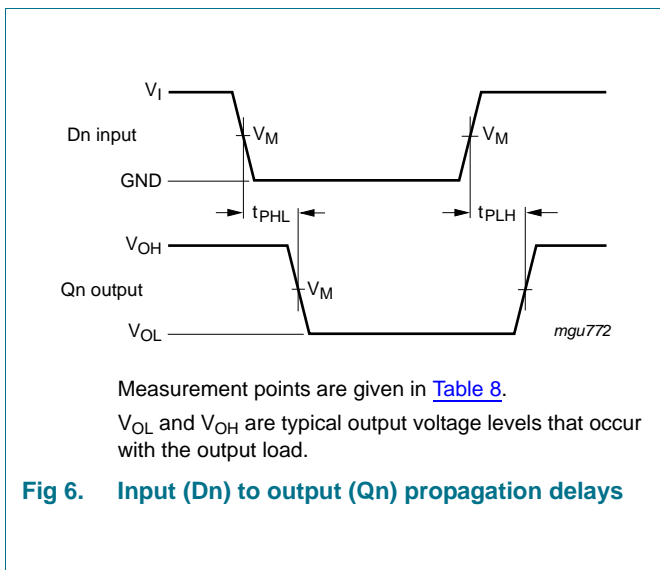 VI
Dn input
VM
VM
GND
tPHL
tPLH
VOH
Qn output
VM
VOL
mgu772
Measurement points are given in Table 8.
VOL and VOH are typical output voltage levels that occur
with the output load.
Fig 6. Input (Dn) to output (Qn) propagation delays